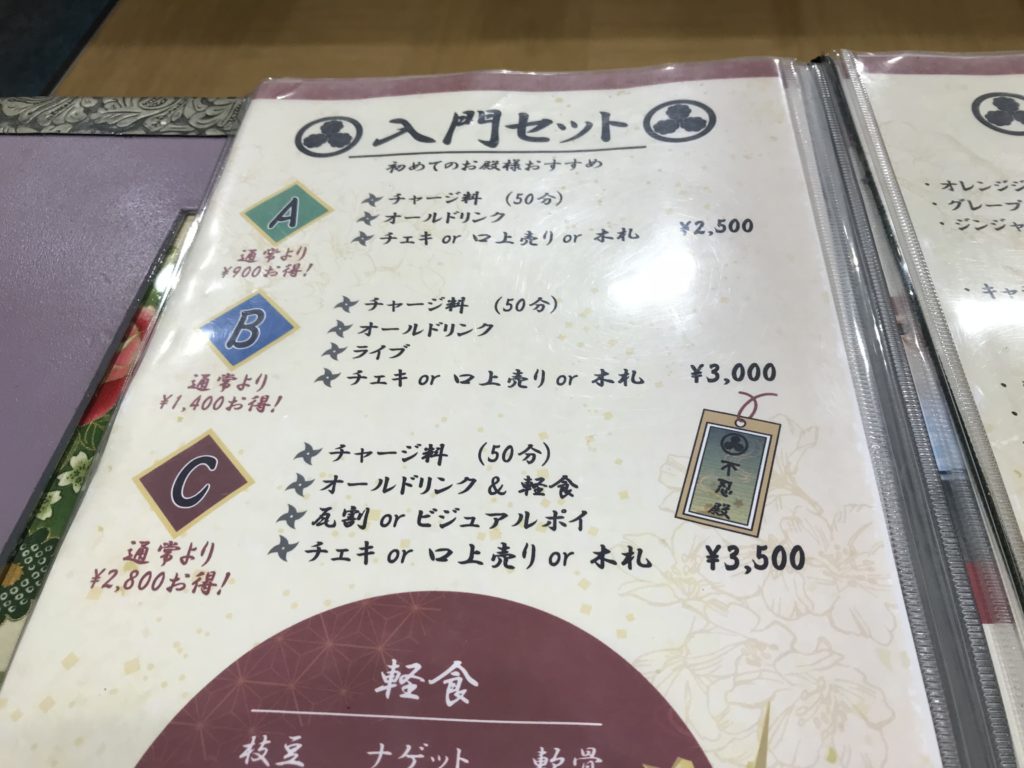 入門セット
初めてのお殿様おすすめ
A
チャージ料 (50分)
オールドリンク
チェキ or 口上売り or 木札 ¥2,500
通常より
¥900お得!
B
チャージ料 (50分)
オールドリンク
ライブ
チェキ or 口上売り or 木札 ¥3,000
通常より
¥1,400お得!
C
チャージ料 (50分)
オールドリンク & 軽食
瓦割 or ビジュアルポイ
チェキ or 口上売り or 木札 ¥3,500
通常より
¥2,800お得!
不忍殿
軽食
枝豆 ナゲット 軟骨
・オレンジジ
・グレープ
・ジンジャ
・キャ